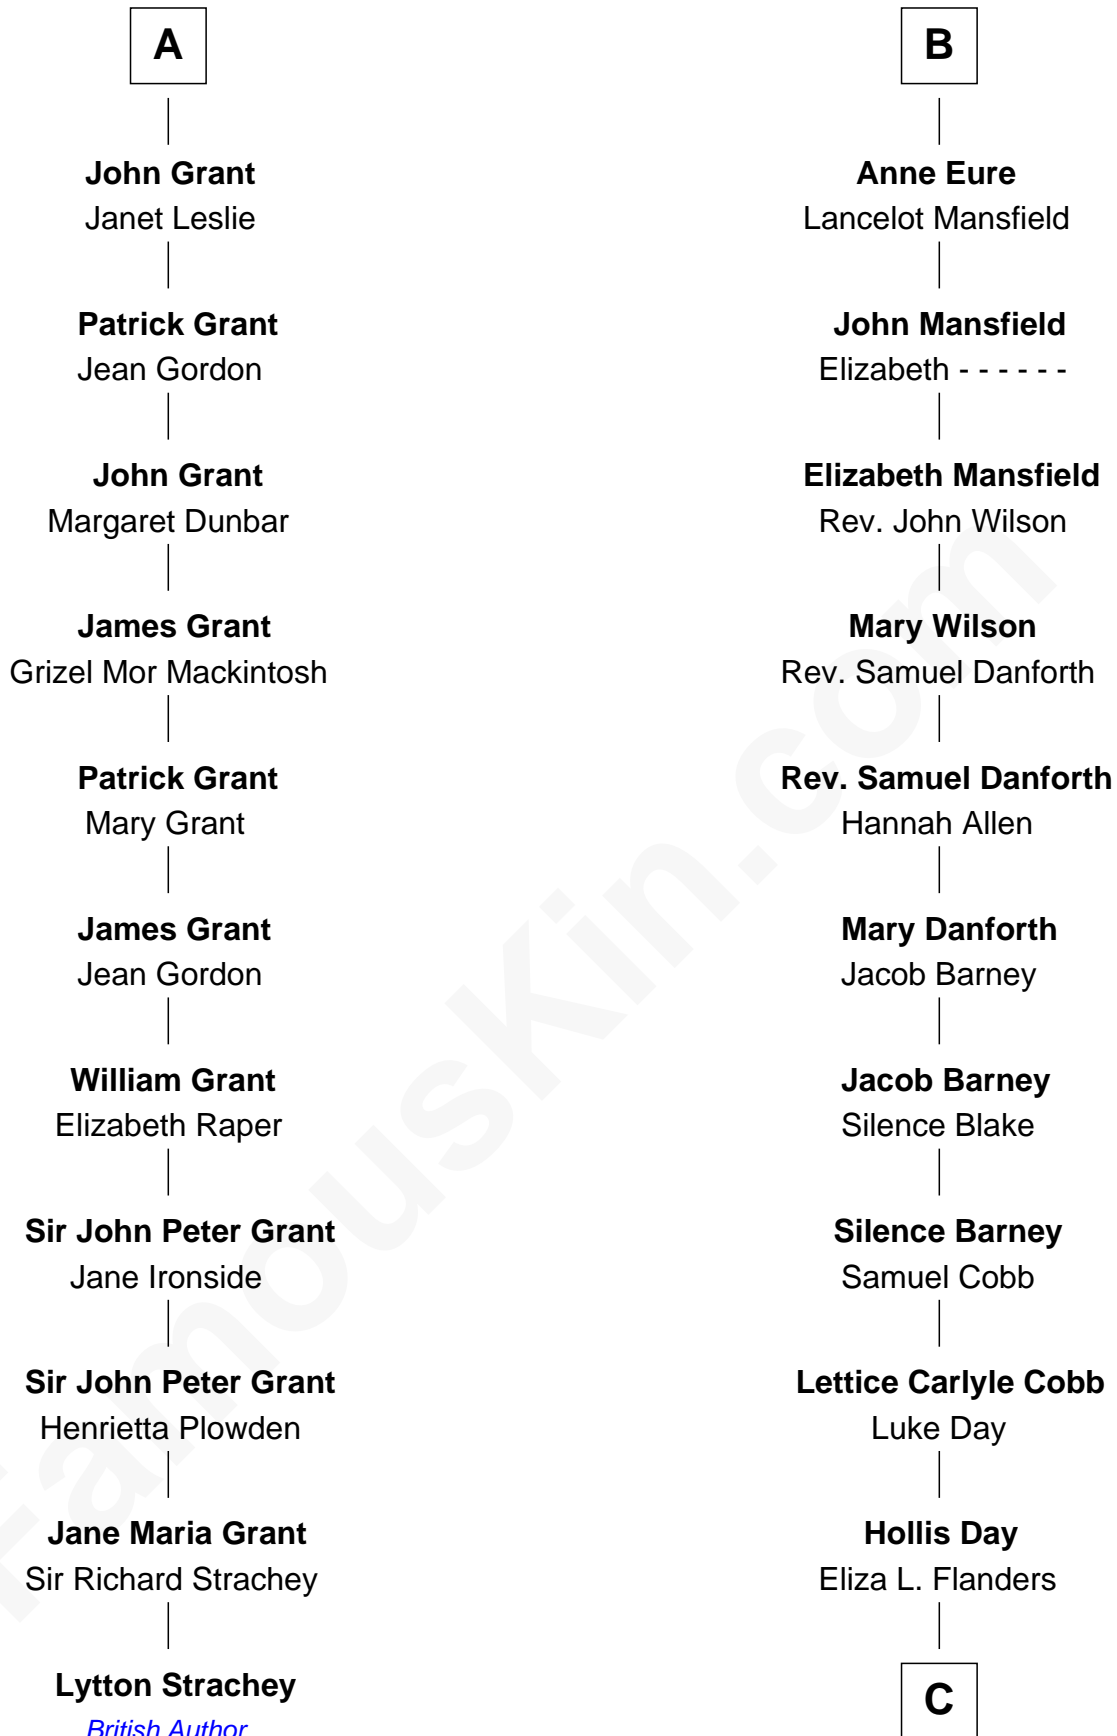 A
John Grant
Janet Leslie
Patrick Grant
Jean Gordon
John Grant
Margaret Dunbar
James Grant
Grizel Mor Mackintosh
Patrick Grant
Mary Grant
James Grant
Jean Gordon
William Grant
Elizabeth Raper
Sir John Peter Grant
Jane Ironside
Sir John Peter Grant
Henrietta Plowden
Jane Maria Grant
Sir Richard Strachey
Lytton Strachey
British Author
B
Anne Eure
Lancelot Mansfield
John Mansfield
Elizabeth - - - - - -
Elizabeth Mansfield
Rev. John Wilson
Mary Wilson
Rev. Samuel Danforth
Rev. Samuel Danforth
Hannah Allen
Mary Danforth
Jacob Barney
Jacob Barney
Silence Blake
Silence Barney
Samuel Cobb
Lettice Carlyle Cobb
Luke Day
Hollis Day
Eliza L. Flanders
C
FamousKin.com